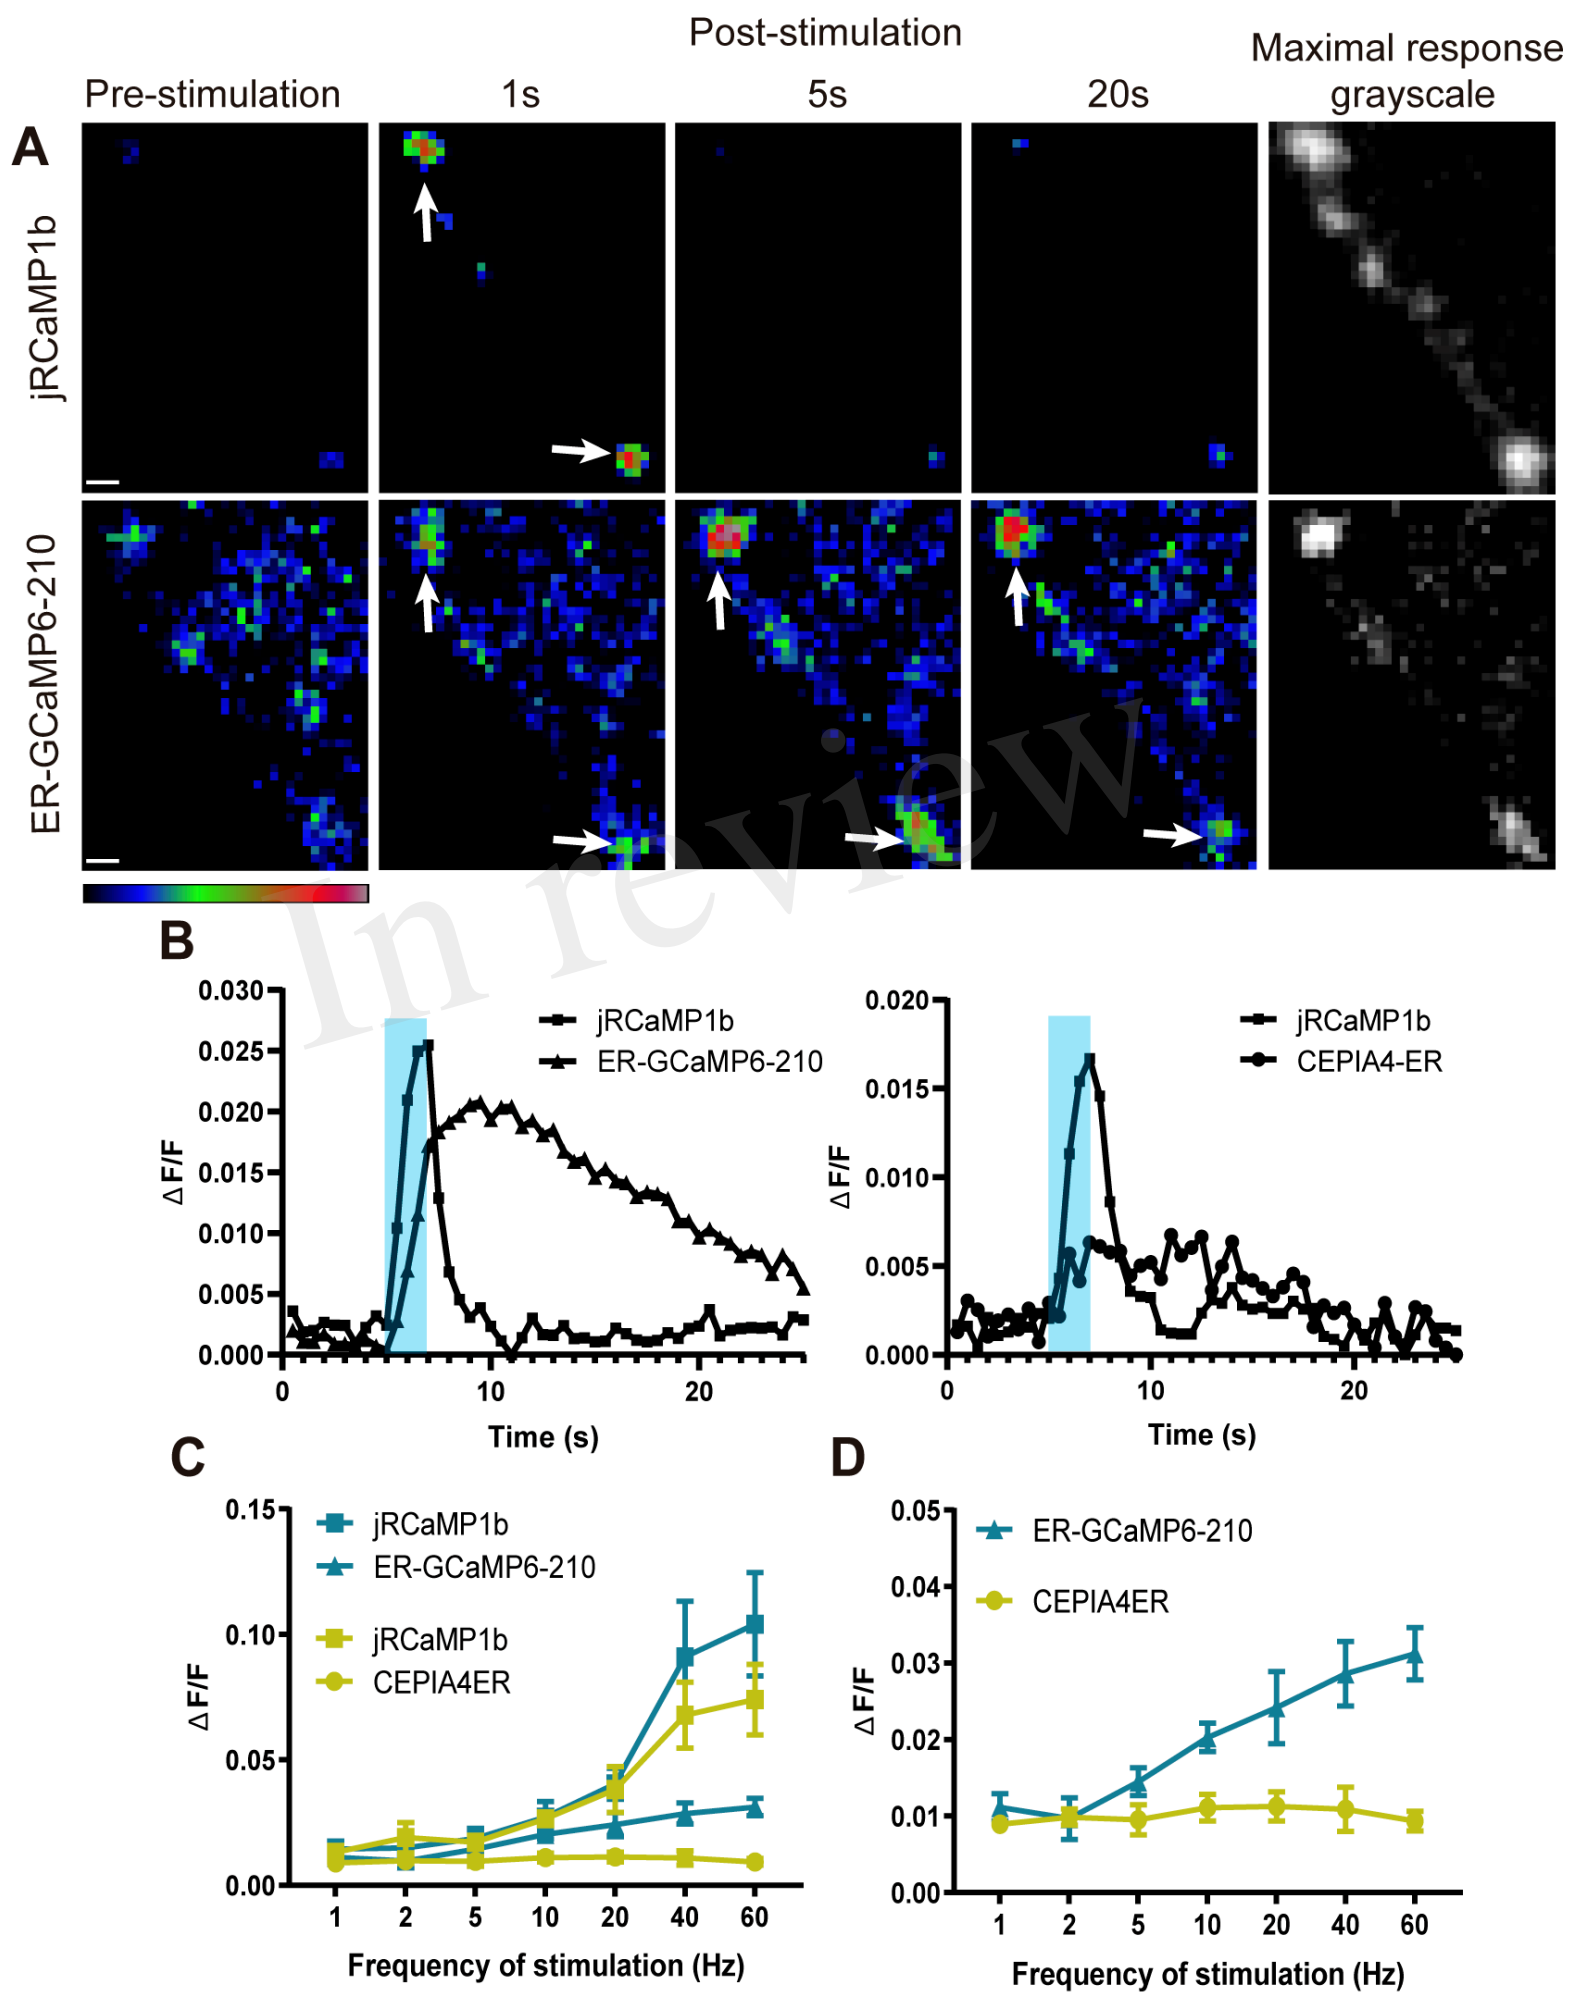 Post-stimulation
Maximal response
grayscale
Pre-stimulation
1s
5s
20s
A
jRCaMP1b
ER-GCaMP6-210
In review
B
0.030
0.025
0.020
0.015
0.010
0.005
0.000
ΔF/F
0
10
20
Time (s)
jRCaMP1b
ER-GCaMP6-210
0.020
0.015
0.010
0.005
0.000
ΔF/F
0
10
20
Time (s)
jRCaMP1b
CEPIA4-ER
C
0.15
0.10
0.05
0.00
ΔF/F
jRCaMP1b
ER-GCaMP6-210
jRCaMP1b
CEPIA4ER
1
2
5
10
20
40
60
Frequency of stimulation (Hz)
D
0.05
0.04
0.03
0.02
0.01
0.00
ΔF/F
ER-GCaMP6-210
CEPIA4ER
1
2
5
10
20
40
60
Frequency of stimulation (Hz)